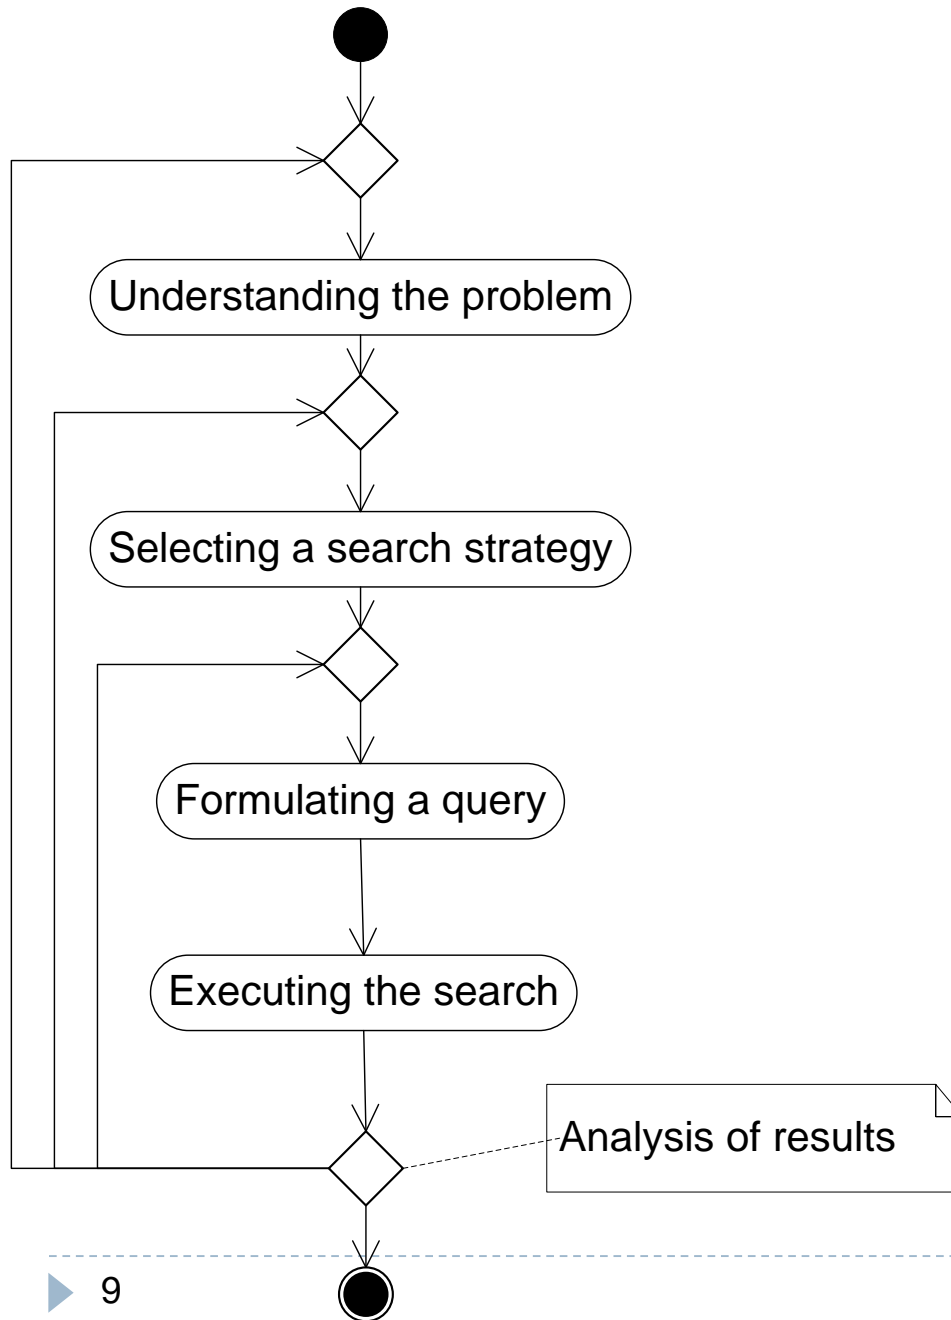 Understanding the problem
Selecting a search strategy
Formulating a query
Executing the search
Analysis of results
9